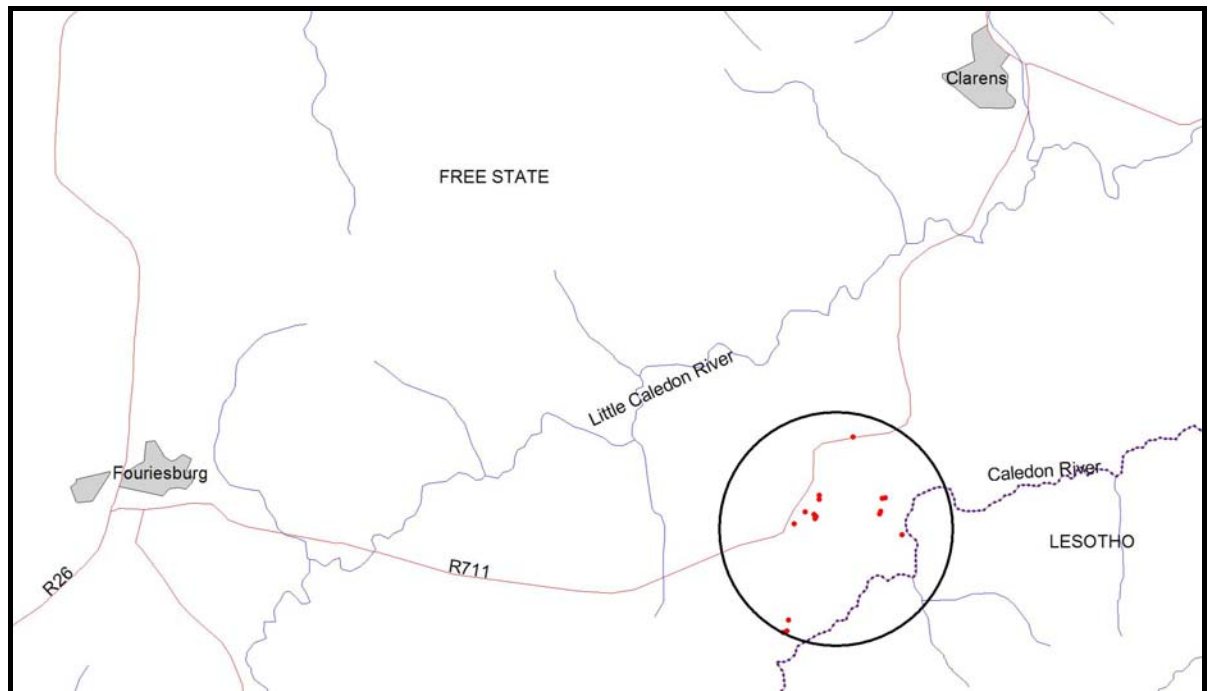 Clarens
FREE STATE
Little Caledon River
Fouriesburg
Caledon River
LESOTHO
R711
R26